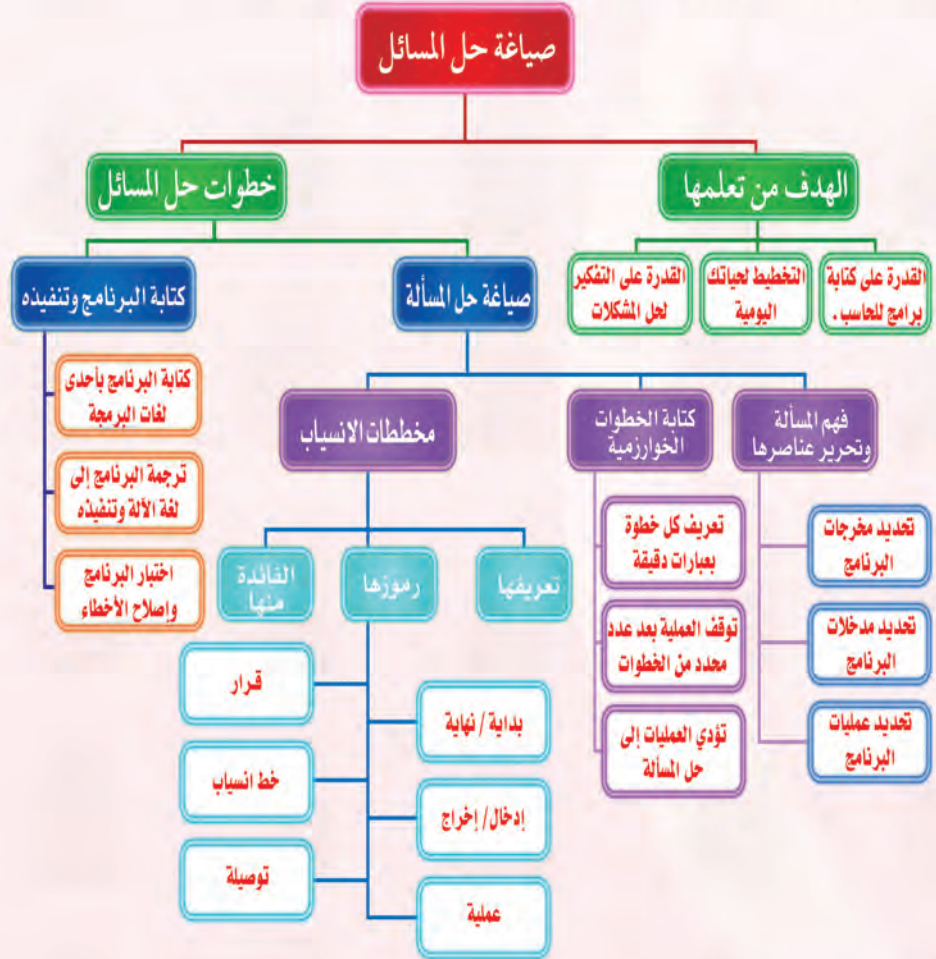 صياغة حل المسائل
الهدف من تعلمها
خطوات حل المسائل
القدرة على كتابة
برامج للحاسب .
التخطيط لحياتك
اليومية
القدرة على التفكير
لحل المشكلات
صياغة حل المسألة
كتابة البرنامج وتنفيذه
فهم المسألة
وتحرير عناصرها
كتابة الخطوات
الخوارزمية
مخططات الانسياب
كتابة البرنامج بأحدى
لغات البرمجة
ترجمة البرنامج إلى
لغة الآلة وتنفيذه
اختبار البرنامج
وإصلاح الأخطاء
تحديد مخرجات
البرنامج
تحديد مدخلات
البرنامج
تحديد عمليات
البرنامج
تعريف كل خطوة
بعبارات دقيقة
توقف العملية بعد عدد
محدد من الخطوات
تؤدي العمليات إلى
حل المسألة
تعريفها
رموزها
الفائدة
منها
بداية / نهاية
إدخال / إخراج
عملية
قرار
خط انسياب
توصيلة